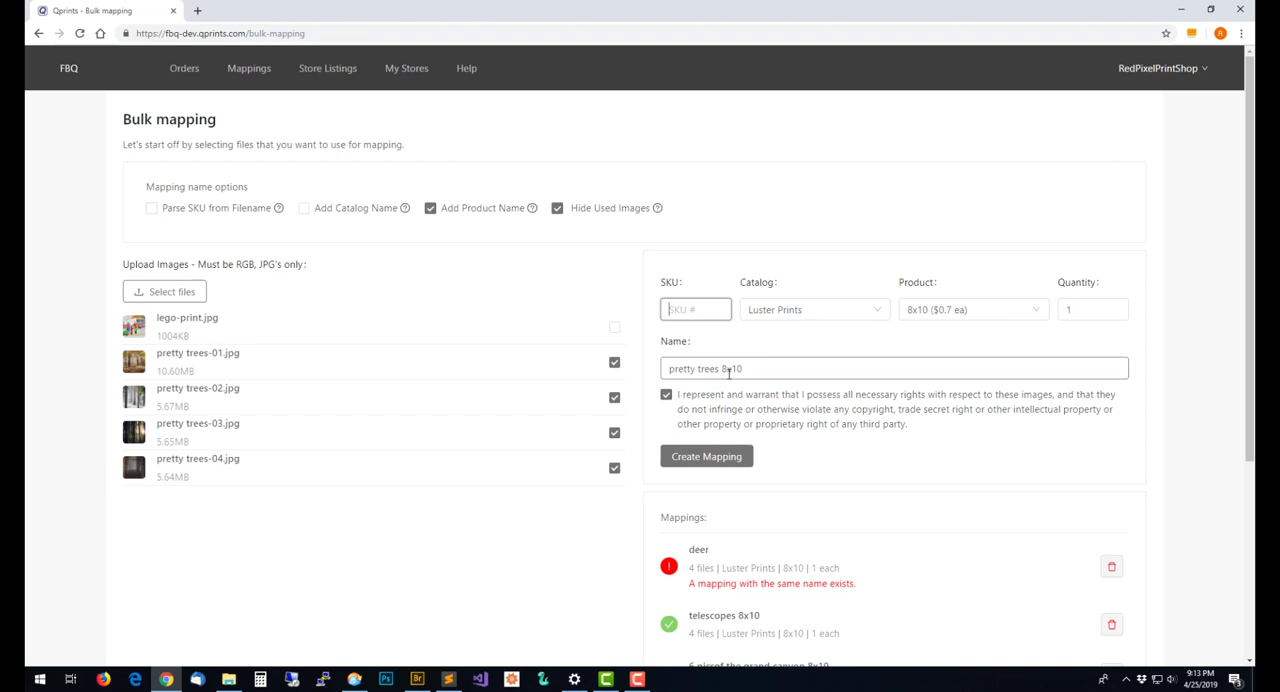 Qprints - Bulk mapping
https://fbq-dev.qprints.com/bulk-mapping
FBQ
Orders
Mappings
Store Listings
My Stores
Help
RedPixelPrintShop
Bulk mapping
Let's start off by selecting files that you want to use for mapping.
Mapping name options
Parse SKU from Filename
Add Catalog Name
Add Product Name
Hide Used Images
Upload Images - Must be RGB, JPG's only:
Select files
lego-print.jpg
1004KB
pretty trees-01.jpg
10.60MB
pretty trees-02.jpg
5.67MB
pretty trees-03.jpg
5.65MB
pretty trees-04.jpg
5.64MB
SKU:
Catalog:
Product:
Quantity:
SKU #
Luster Prints
8x10 ($0.7 ea)
1
Name:
pretty trees 8x10
I represent and warrant that I possess all necessary rights with respect to these images, and that they
do not infringe or otherwise violate any copyright, trade secret right or other intellectual property or
other property or proprietary right of any third party.
Create Mapping
Mappings:
deer
4 files | Luster Prints | 8x10 | 1 each
A mapping with the same name exists.
telescopes 8x10
4 files | Luster Prints | 8x10 | 1 each
6 picsof the grand canyon 8x10
9:13 PM
4/25/2019